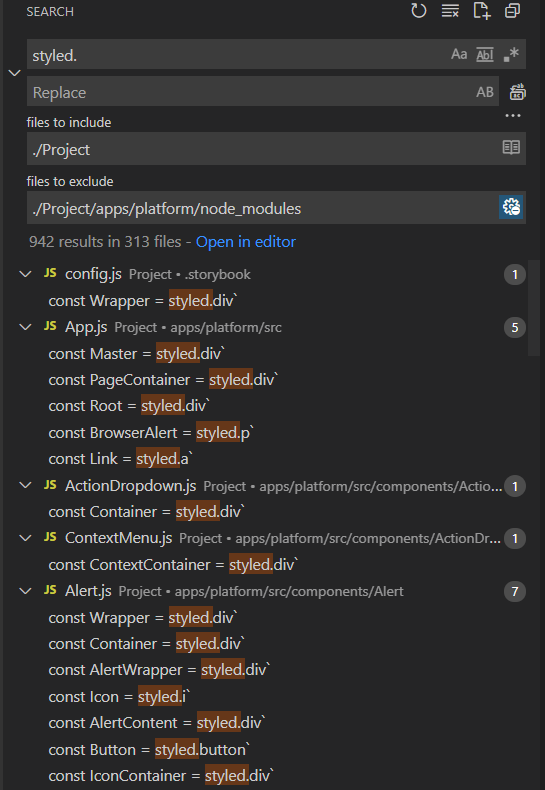 SEARCH
styled. Aa Abl .*
Replace AB
files to include
./Project
files to exclude
./Project/apps/platform/node_modules
942 results in 313 files - Open in editor
JS config.js Project • .storybook 1
const Wrapper = styled.div`
JS App.js Project • apps/platform/src 5
const Master = styled.div`
const PageContainer = styled.div`
const Root = styled.div`
const BrowserAlert = styled.p`
const Link = styled.a`
JS ActionDropdown.js Project • apps/platform/src/components/Actio... 1
const Container = styled.div`
JS ContextMenu.js Project • apps/platform/src/components/ActionDr... 1
const ContextContainer = styled.div`
JS Alert.js Project • apps/platform/src/components/Alert 7
const Wrapper = styled.div`
const Container = styled.div`
const AlertWrapper = styled.div`
const Icon = styled.i`
const AlertContent = styled.div`
const Button = styled.button`
const IconContainer = styled.div`